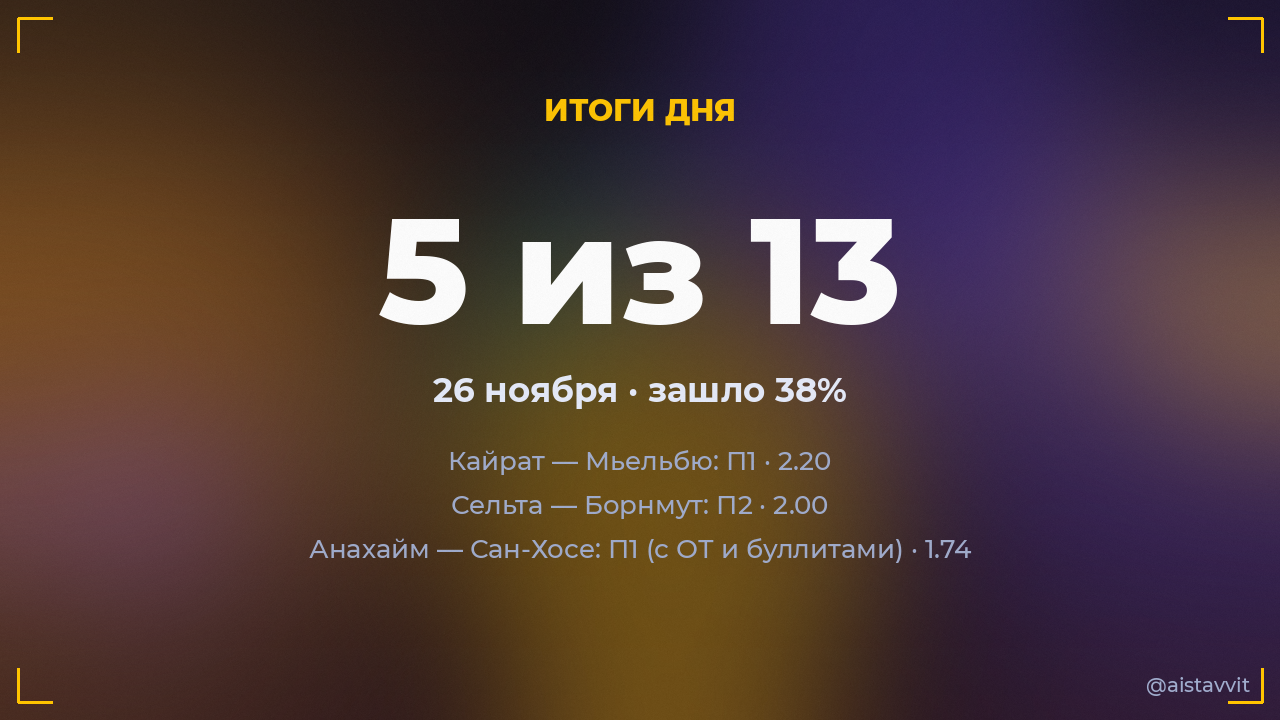 ИТОГИ ДНЯ
5 из 13
26 ноября · зашло 38%
Кайрат — Мьельбю: П1 · 2.20
Сельта — Борнмут: П2 · 2.00
Анахайм — Сан-Хосе: П1 (с ОТ и буллитами) · 1.74
@aistavvit